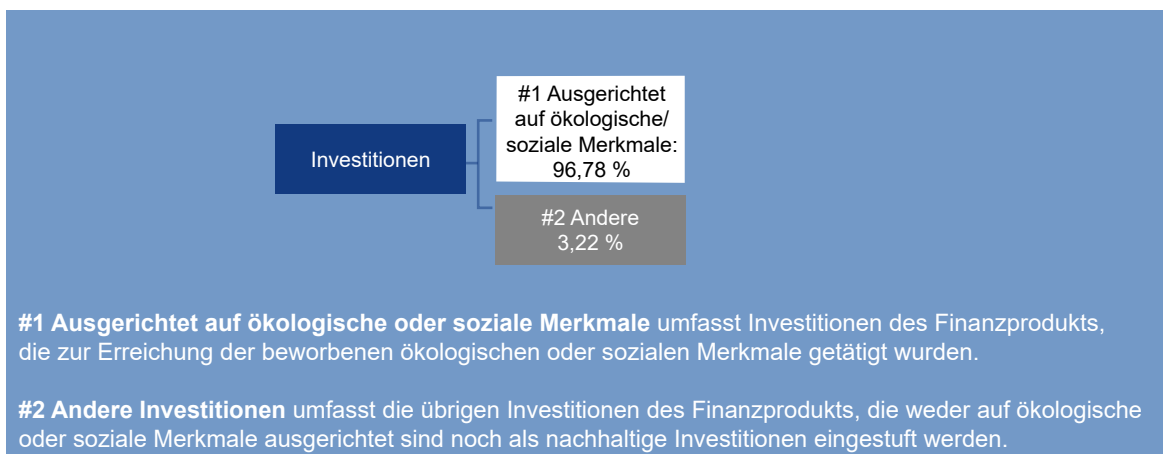 #1 Ausgerichtet
auf ökologische/
soziale Merkmale:
96,78 %
Investitionen
#2 Andere
3,22 %
#1 Ausgerichtet auf ökologische oder soziale Merkmale umfasst Investitionen des Finanzprodukts,
die zur Erreichung der beworbenen ökologischen oder sozialen Merkmale getätigt wurden.
#2 Andere Investitionen umfasst die übrigen Investitionen des Finanzprodukts, die weder auf ökologische
oder soziale Merkmale ausgerichtet sind noch als nachhaltige Investitionen eingestuft werden.